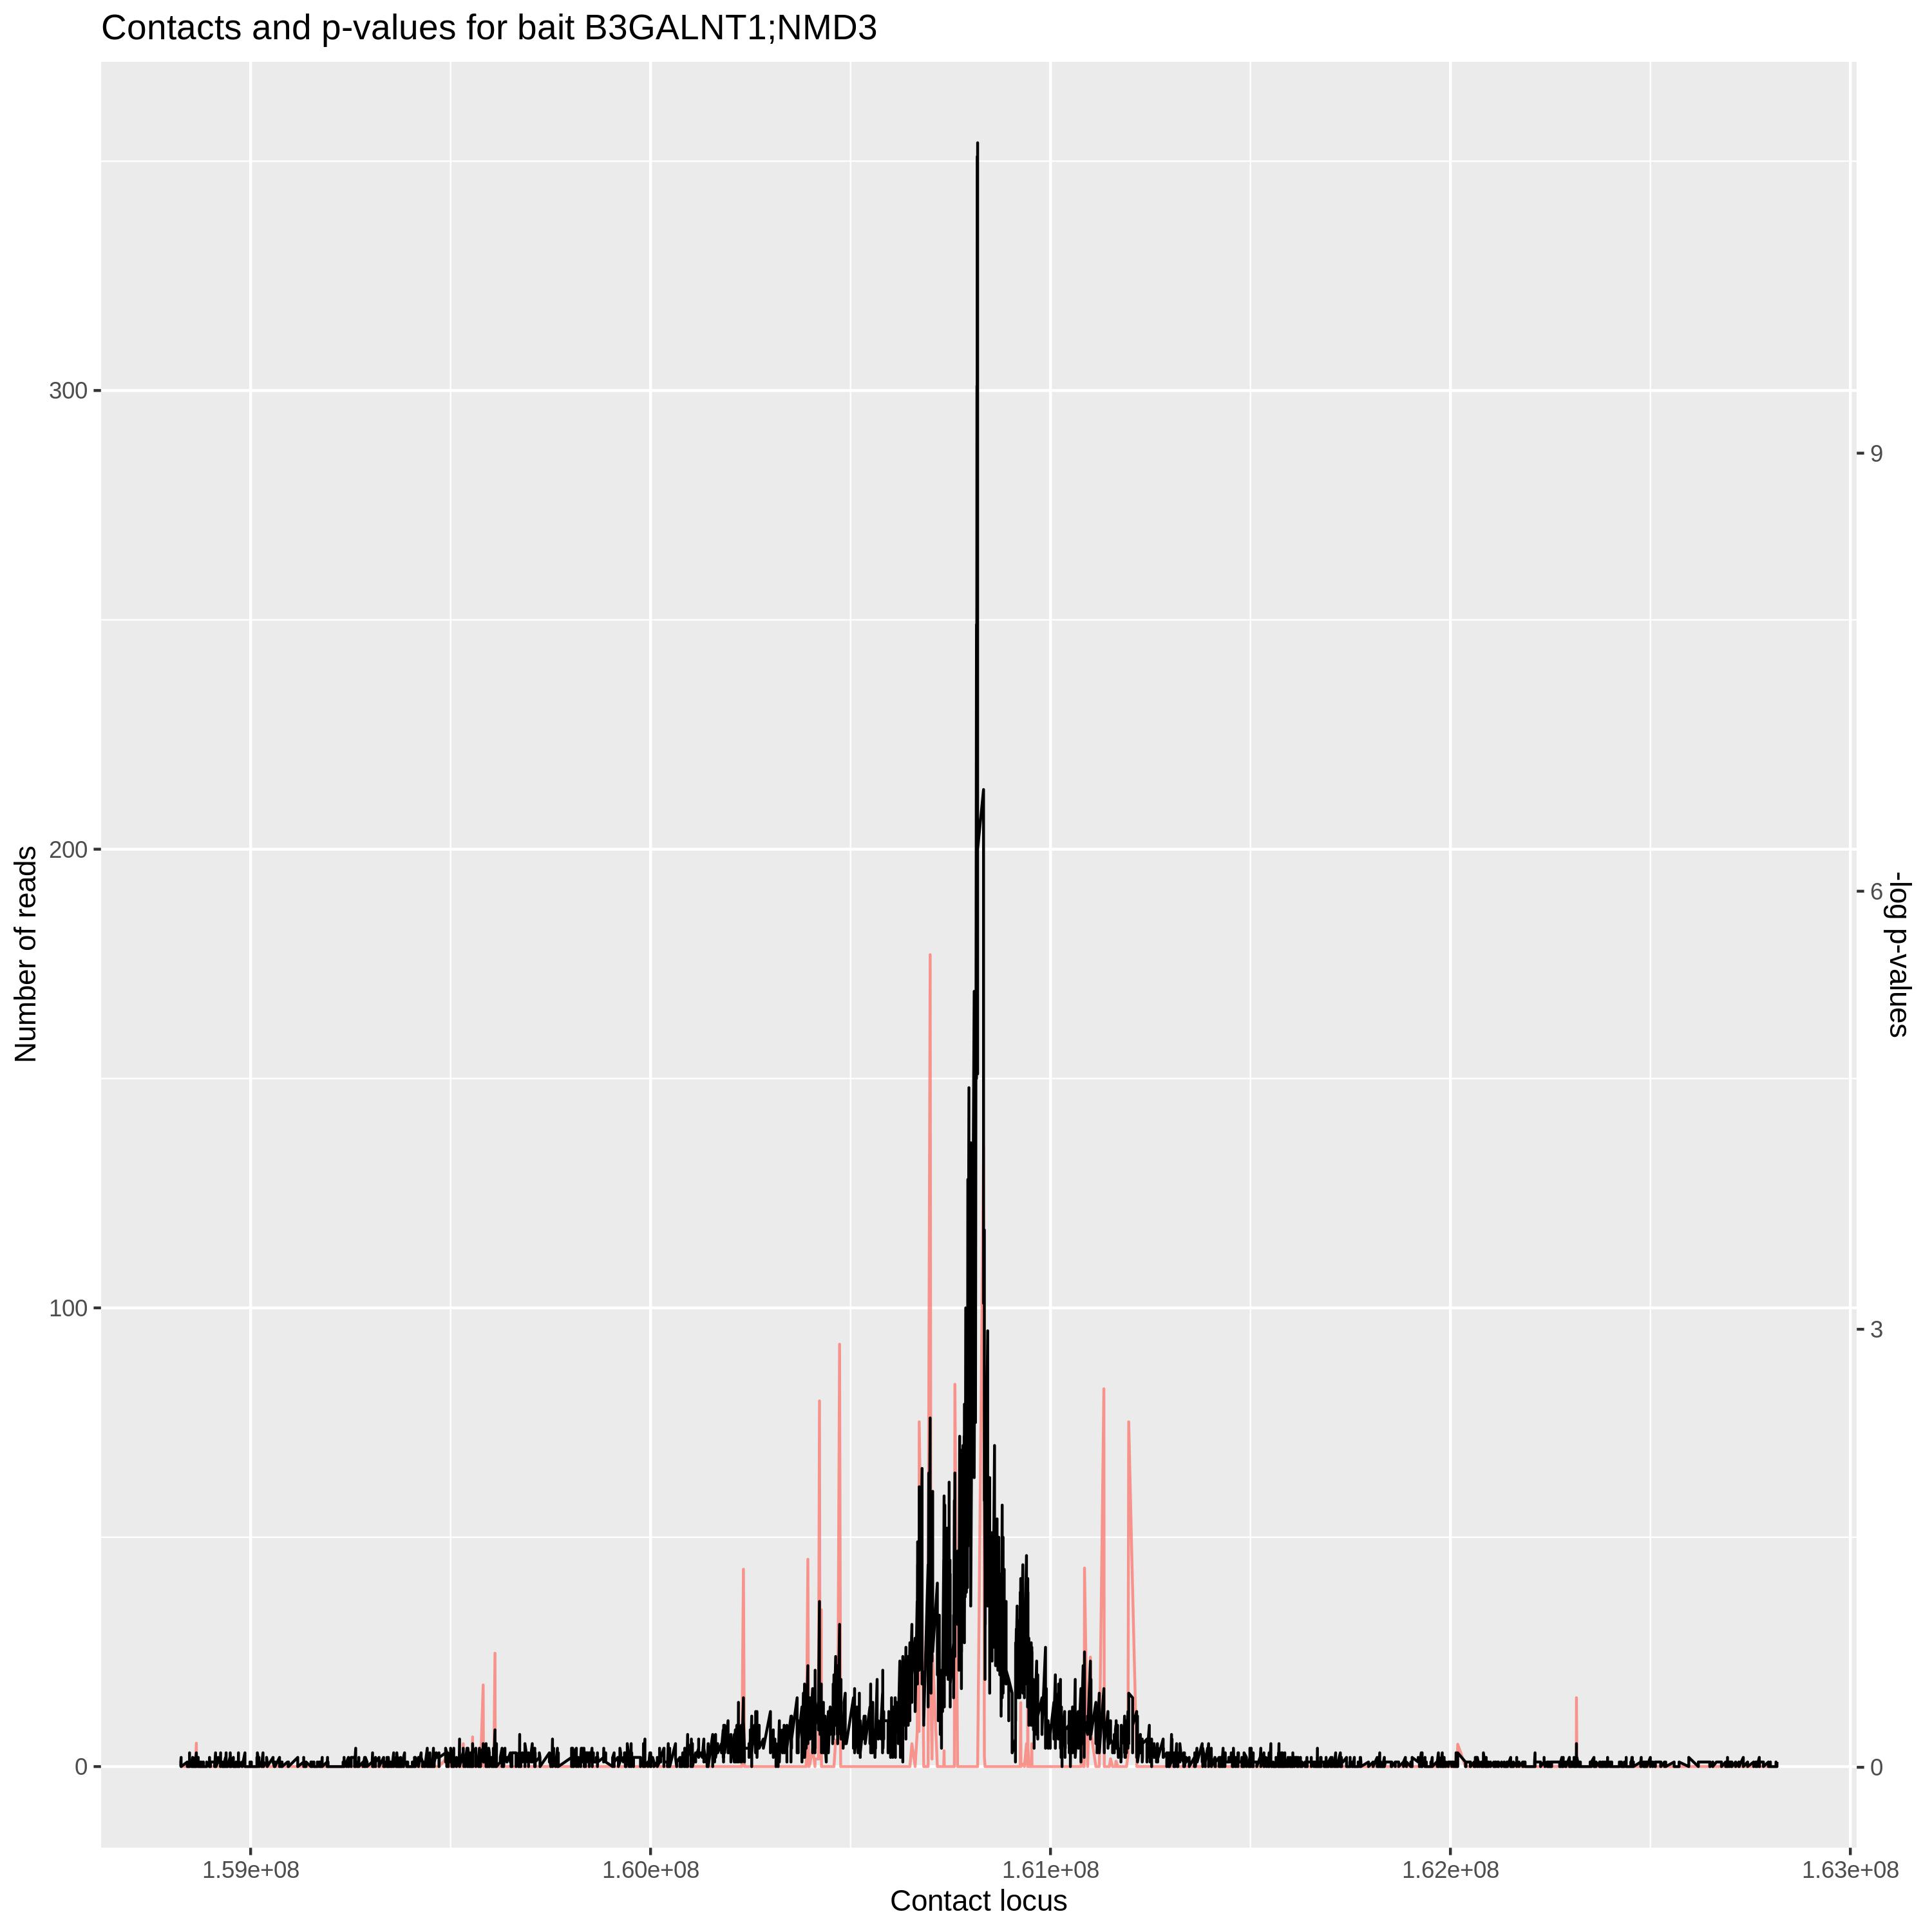 Contacts and p-values for bait B3GALNT1;NMD3
300
200
100
0
Number of reads
9
6
3
0
-log p-values
1.59e+08
1.60e+08
1.61e+08
1.62e+08
1.63e+08
Contact locus